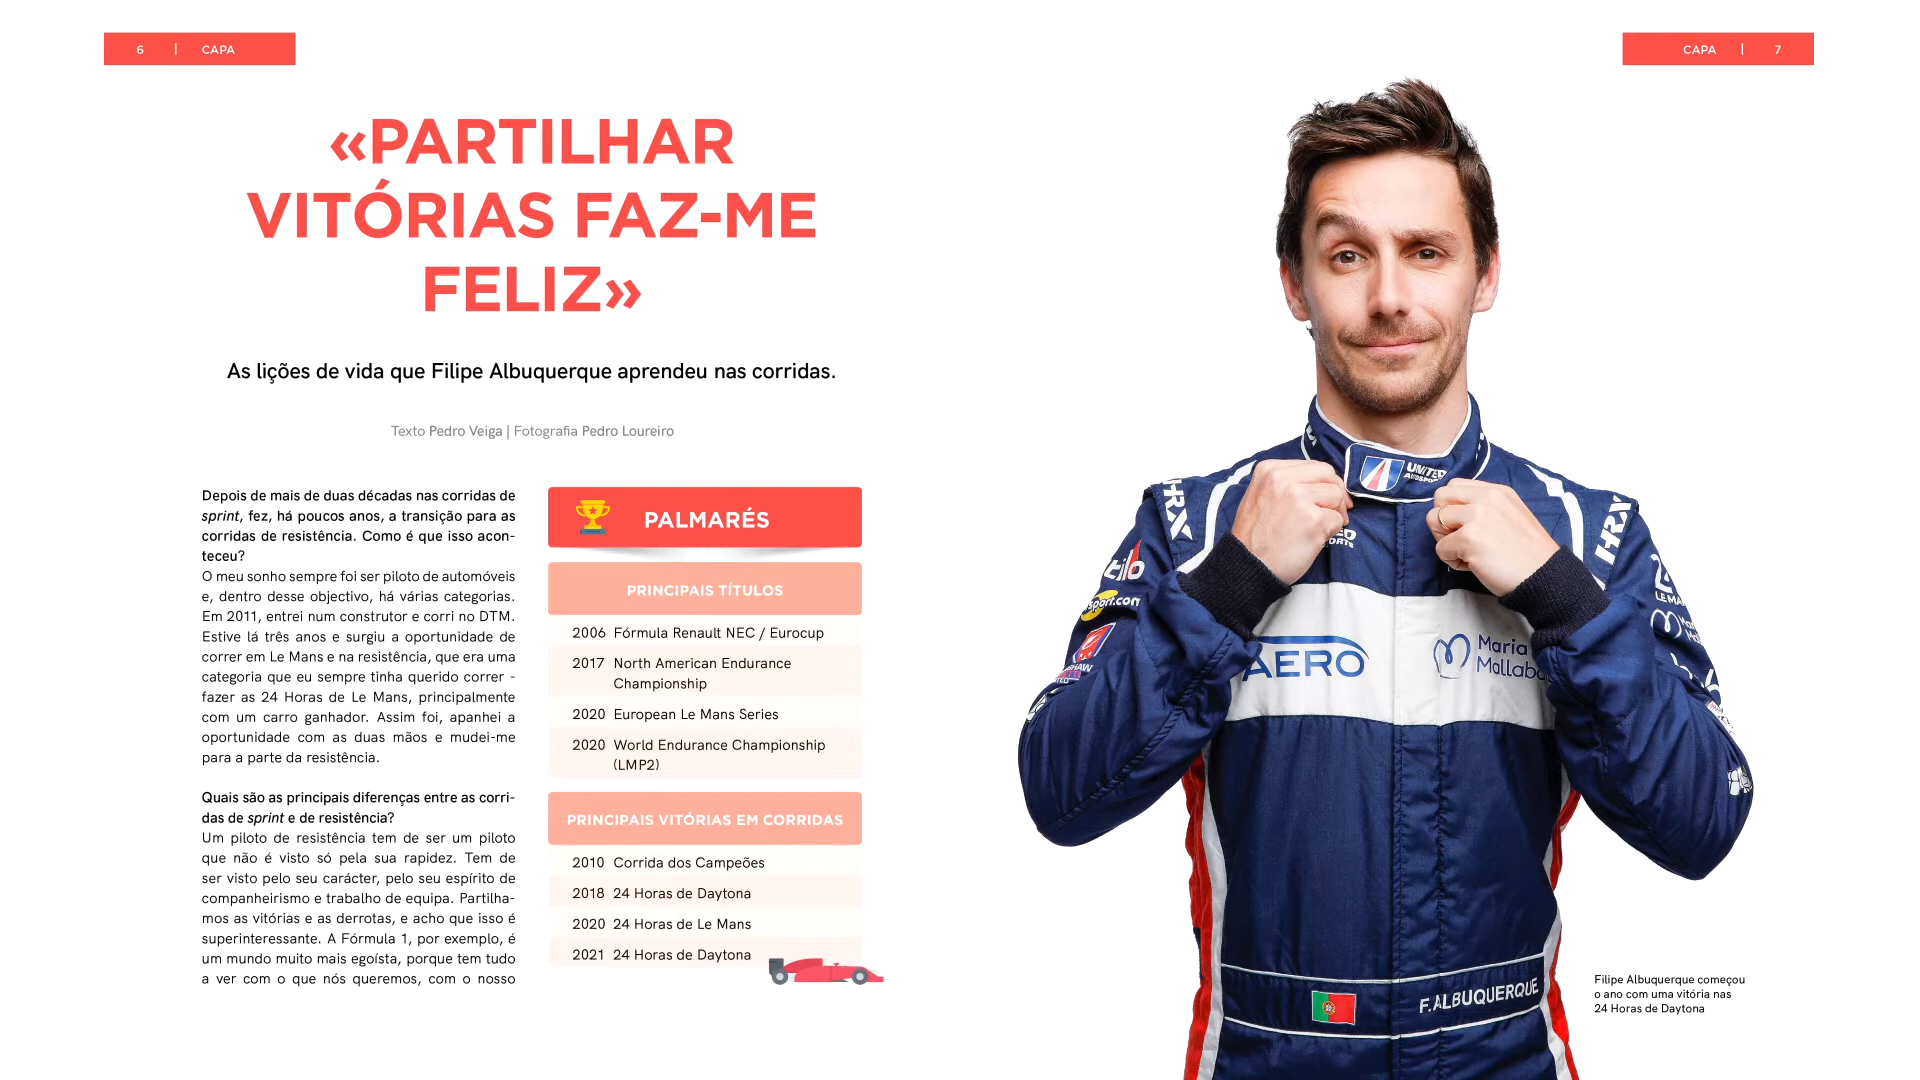 6 | CAPA
CAPA | 7
«PARTILHAR
VITÓRIAS FAZ-ME
FELIZ»
As lições de vida que Filipe Albuquerque aprendeu nas corridas.
Texto Pedro Veiga | Fotografia Pedro Loureiro
Depois de mais de duas décadas nas corridas de
sprint, fez, há poucos anos, a transição para as
corridas de resistência. Como é que isso acon-
teceu?
O meu sonho sempre foi ser piloto de automóveis
e, dentro desse objectivo, há várias categorias.
Em 2011, entrei num construtor e corri no DTM.
Estive lá três anos e surgiu a oportunidade de
correr em Le Mans e na resistência, que era uma
categoria que eu sempre tinha querido correr -
fazer as 24 Horas de Le Mans, principalmente
com um carro ganhador. Assim foi, apanhei a
oportunidade com as duas mãos e mudei-me
para a parte da resistência.
Quais são as principais diferenças entre as corri-
das de sprint e de resistência?
Um piloto de resistência tem de ser um piloto
que não é visto só pela sua rapidez. Tem de
ser visto pelo seu carácter, pelo seu espírito de
companheirismo e trabalho de equipa. Partilha-
mos as vitórias e as derrotas, e acho que isso é
superinteressante. A Fórmula 1, por exemplo, é
um mundo muito mais egoísta, porque tem tudo
a ver com o que nós queremos, com o nosso
PALMARÉS
PRINCIPAIS TÍTULOS
2006 Fórmula Renault NEC / Eurocup
2017 North American Endurance
Championship
2020 European Le Mans Series
2020 World Endurance Championship
(LMP2)
PRINCIPAIS VITÓRIAS EM CORRIDAS
2010 Corrida dos Campeões
2018 24 Horas de Daytona
2020 24 Horas de Le Mans
2021 24 Horas de Daytona
UNITED
HRX
HRX
AERO
Maria
F.ALBUQUERQUE
Filipe Albuquerque começou
o ano com uma vitória nas
24 Horas de Daytona